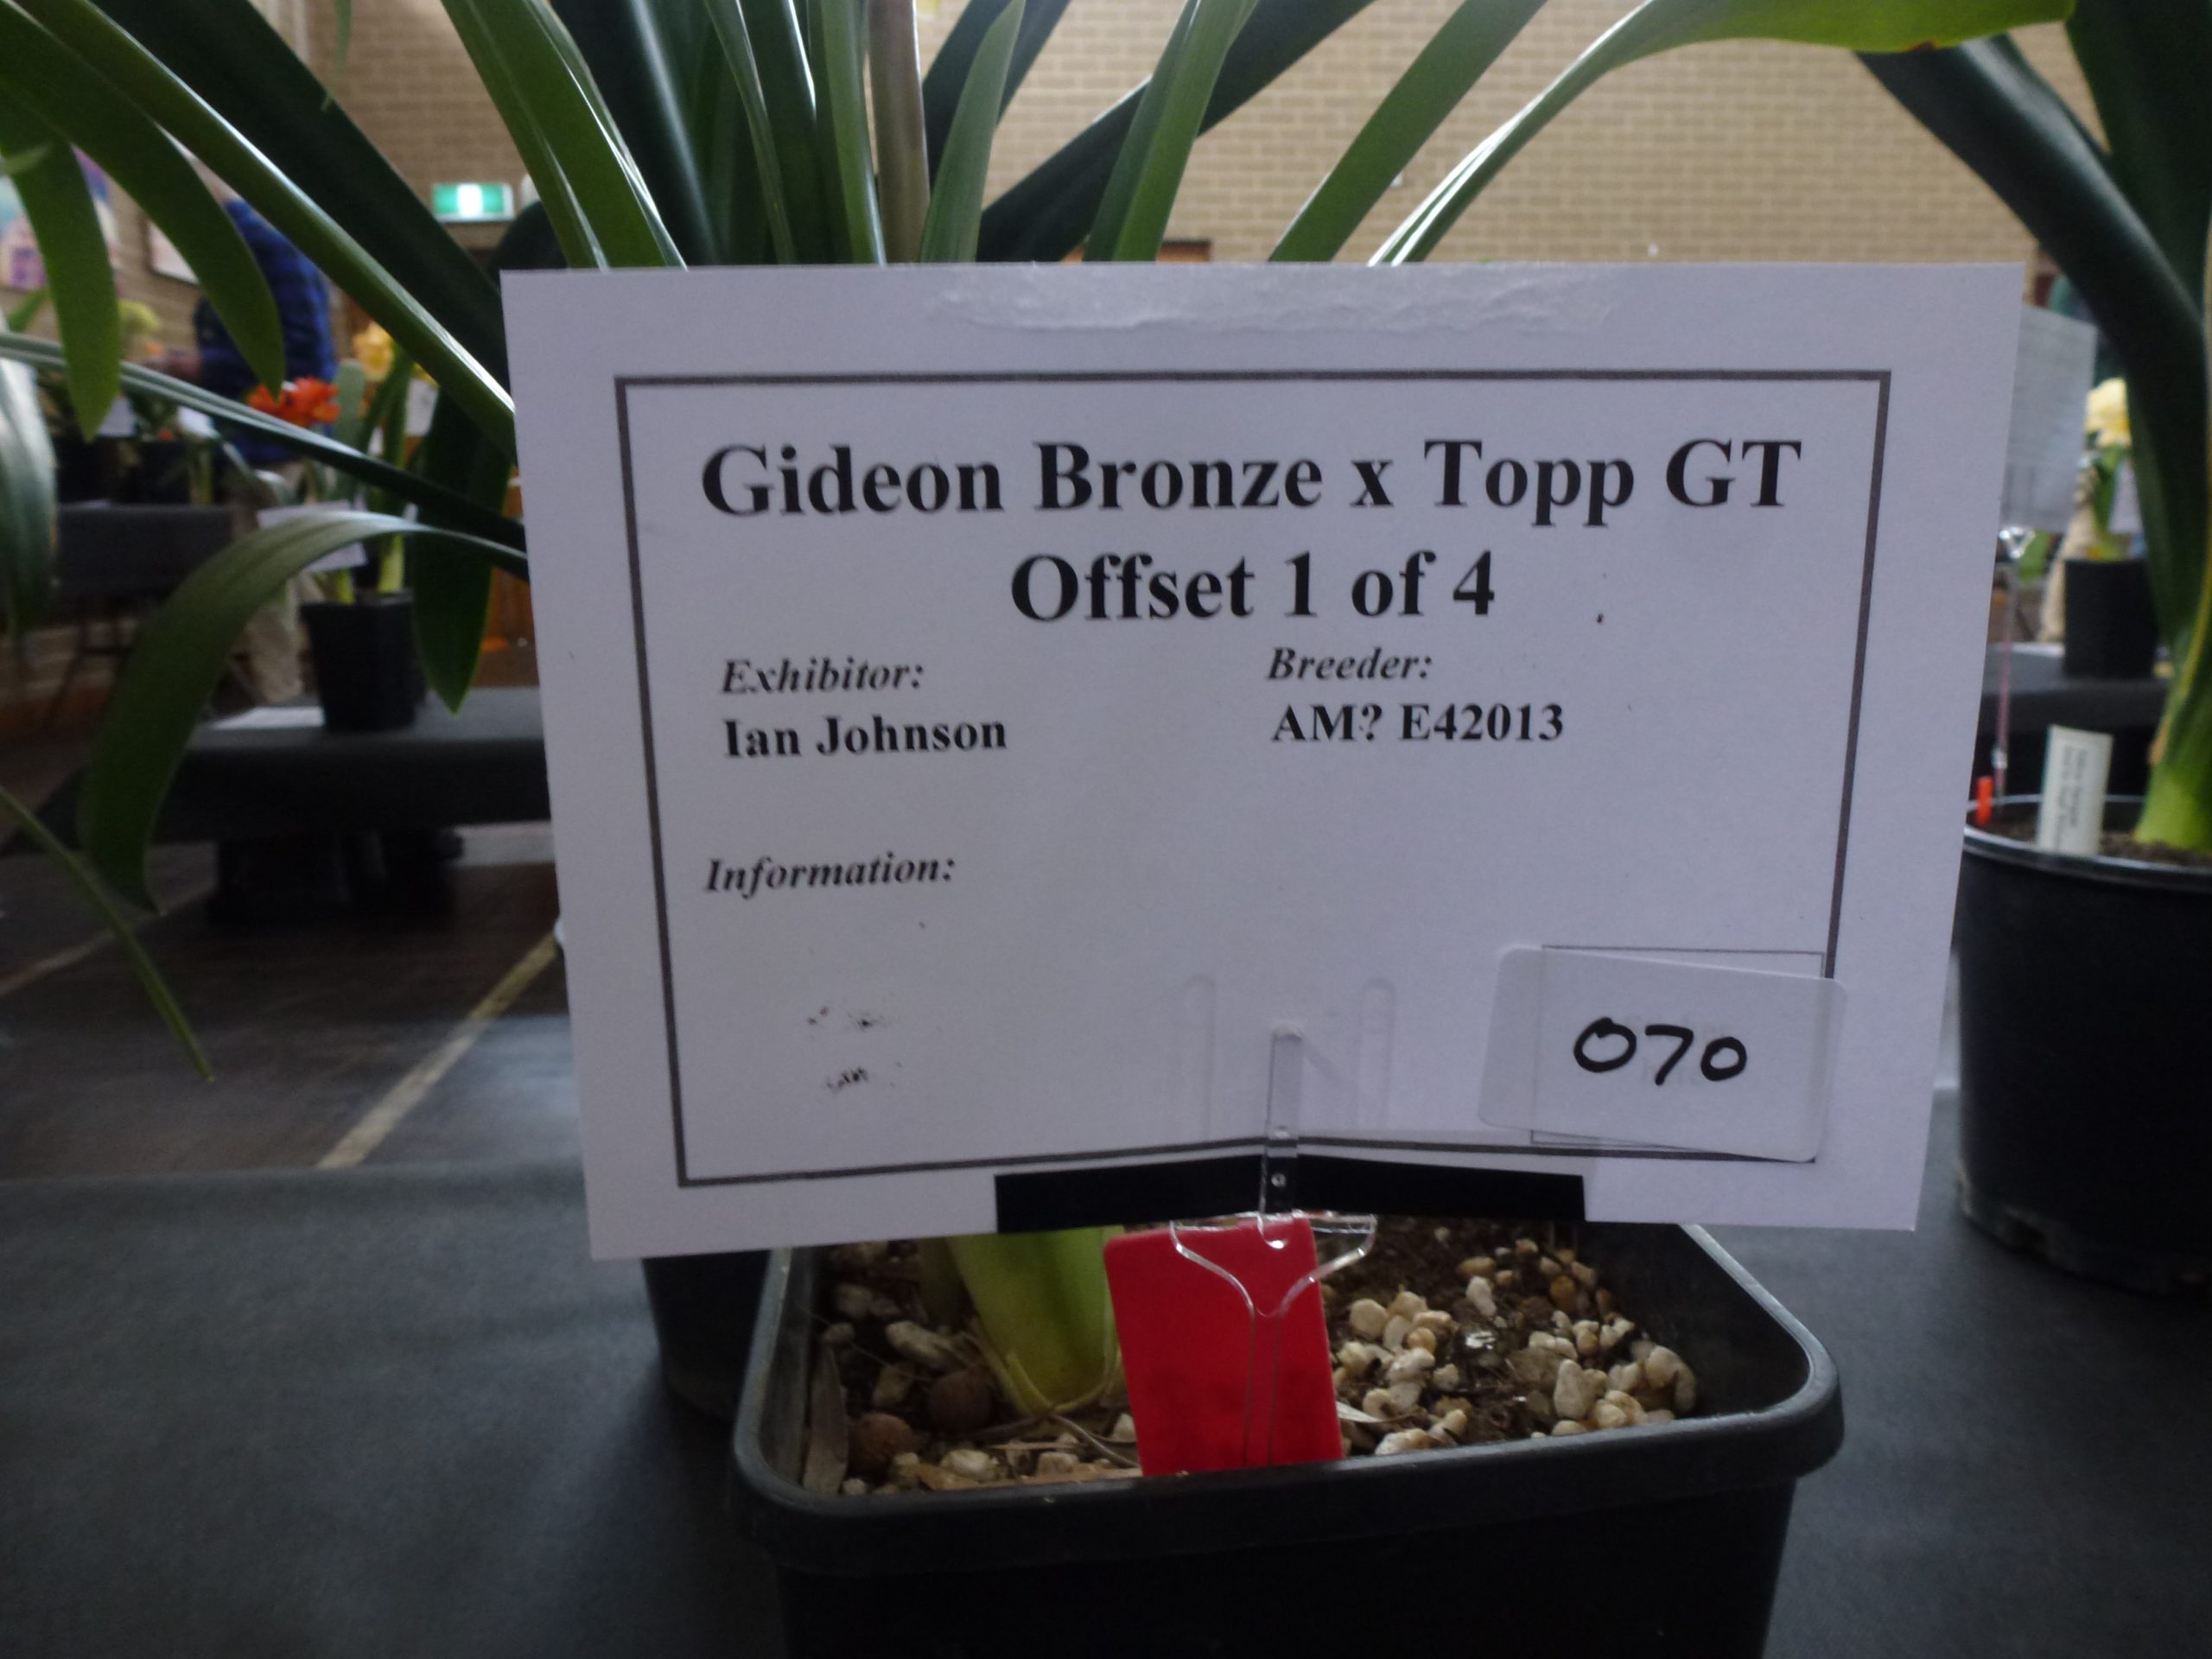 Gideon Bronze x Topp GT
Offset 1 of 4
Exhibitor:
Breeder:
Ian Johnson
AM? E42013
Information:
070